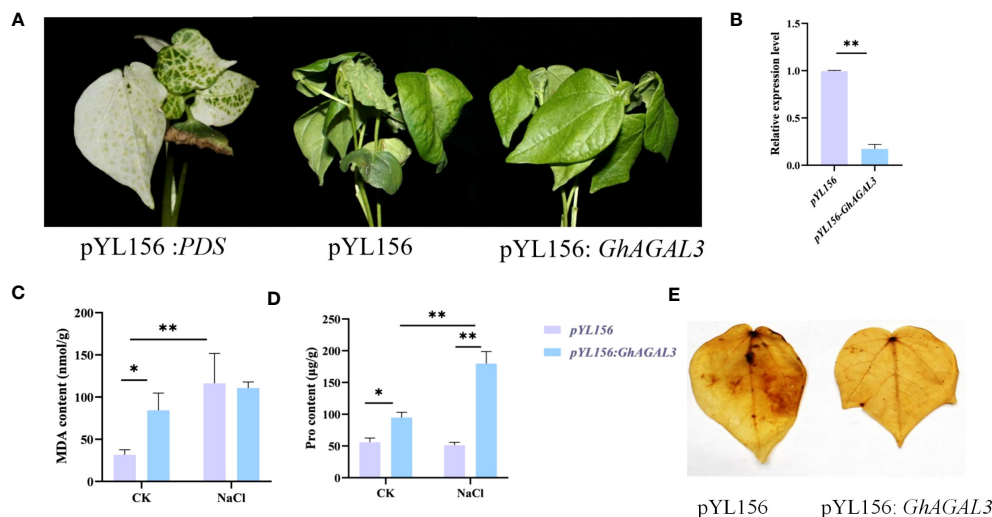 A
pYL156 :PDS
pYL156
pYL156: GhAGAL3
B
Relative expression level
1.5
1.0
0.5
0.0
**
pYL156
pYL156-GhAGAL3
C
MDA content (nmol/g)
200
150
100
50
0
*
**
CK
NaCl
D
Pro content (µg/g)
200
150
100
50
0
*
**
**
CK
NaCl
pYL156
pYL156:GhAGAL3
E
pYL156
pYL156: GhAGAL3